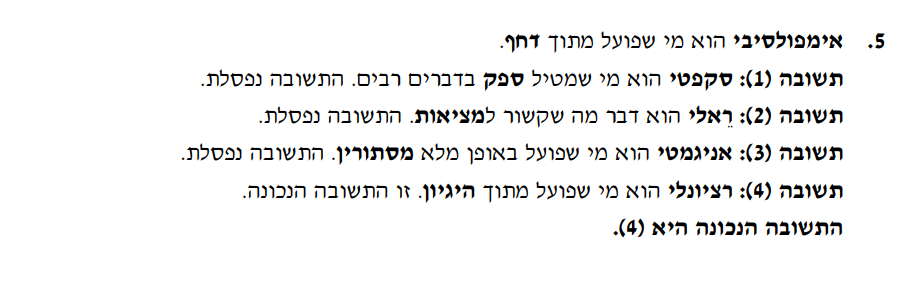 5. אימפולסיבי הוא מי שפועל מתוך דחף.
תשובה (1): סקפטי הוא מי שמטיל ספק בדברים רבים. התשובה נפסלת.
תשובה (2): רֵאלי הוא דבר מה שקשור למציאות. התשובה נפסלת.
תשובה (3): אניגמטי הוא מי שפועל באופן מלא מסתורין. התשובה נפסלת.
תשובה (4): רציונלי הוא מי שפועל מתוך היגיון. זו התשובה הנכונה.
התשובה הנכונה היא (4).